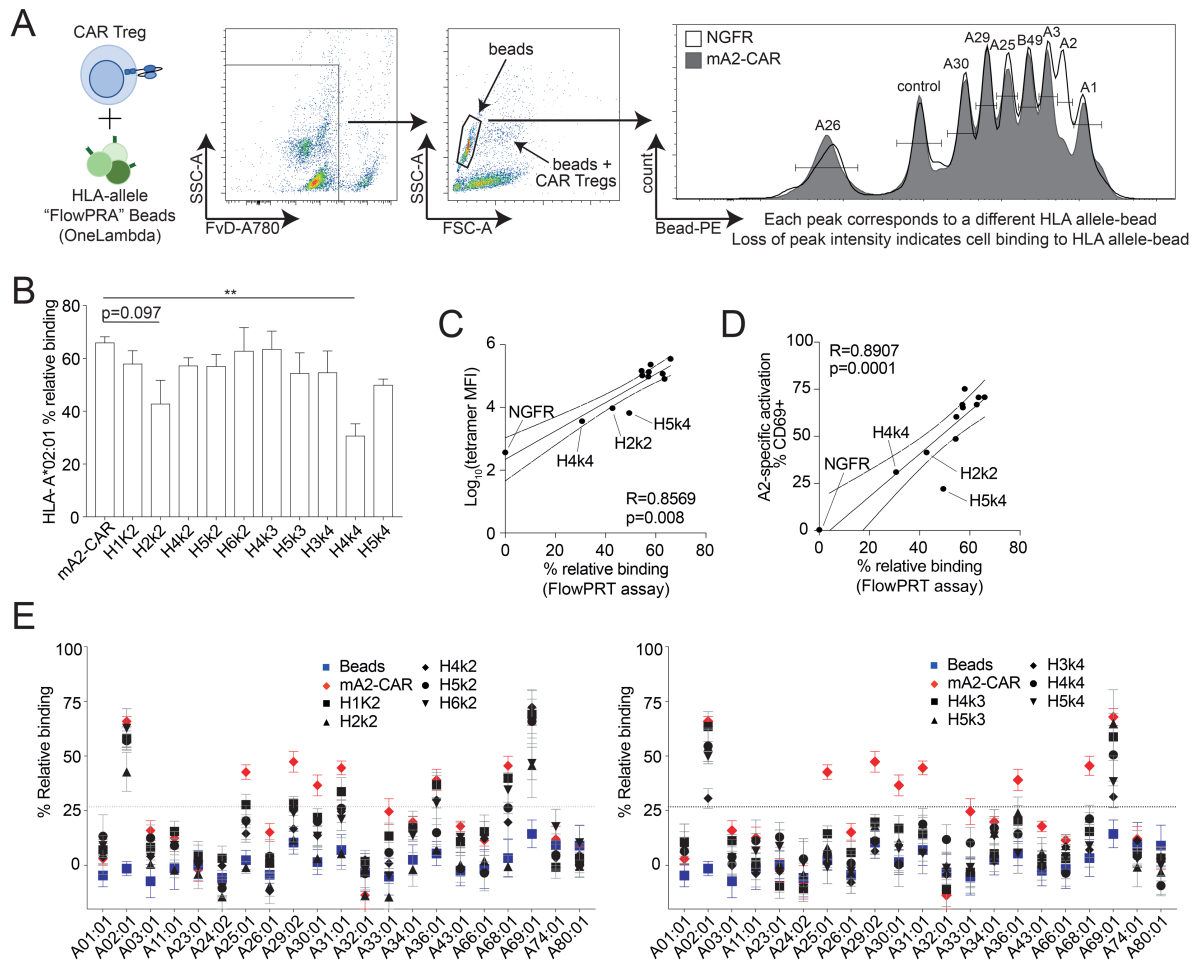 A
CAR Treg
HLA-allele
"FlowPRA" Beads
(OneLambda)
SSC-A
FvD-A780
beads
beads +
CAR Tregs
SSC-A
FSC-A
NGFR
mA2-CAR
A26
control
A30
A29
A25
B49
A3
A2
A1
count
Bead-PE
Each peak corresponds to a different HLA allele-bead
Loss of peak intensity indicates cell binding to HLA allele-bead
B
**
p=0.097
HLA- A*02:01 % relative binding
80
60
40
20
0
mA2-CAR
H1K2
H2k2
H4k2
H5k2
H6k2
H4k3
H5k3
H3k4
H4k4
H5k4
C
Log10(tetramer MFI)
6
4
2
0
NGFR
H4k4
H2k2
H5k4
R=0.8569
p=0.008
0 20 40 60 80
% relative binding
(FlowPRT assay)
D
A2-specific activation
% CD69+
100
75
50
25
0
R=0.8907
p=0.0001
NGFR
H4k4
H2k2
H5k4
0 20 40 60 80
% relative binding
(FlowPRT assay)
E
% Relative binding
100
75
50
25
0
Beads
mA2-CAR
H1K2
H2k2
H4k2
H5k2
H6k2
A01:01
A02:01
A03:01
A11:01
A23:01
A24:02
A25:01
A26:01
A29:02
A30:01
A31:01
A32:01
A33:01
A34:01
A36:01
A43:01
A66:01
A68:01
A69:01
A74:01
A80:01
% Relative binding
100
75
50
25
0
Beads
mA2-CAR
H4k3
H5k3
H3k4
H4k4
H5k4
A01:01
A02:01
A03:01
A11:01
A23:01
A24:02
A25:01
A26:01
A29:02
A30:01
A31:01
A32:01
A33:01
A34:01
A36:01
A43:01
A66:01
A68:01
A69:01
A74:01
A80:01